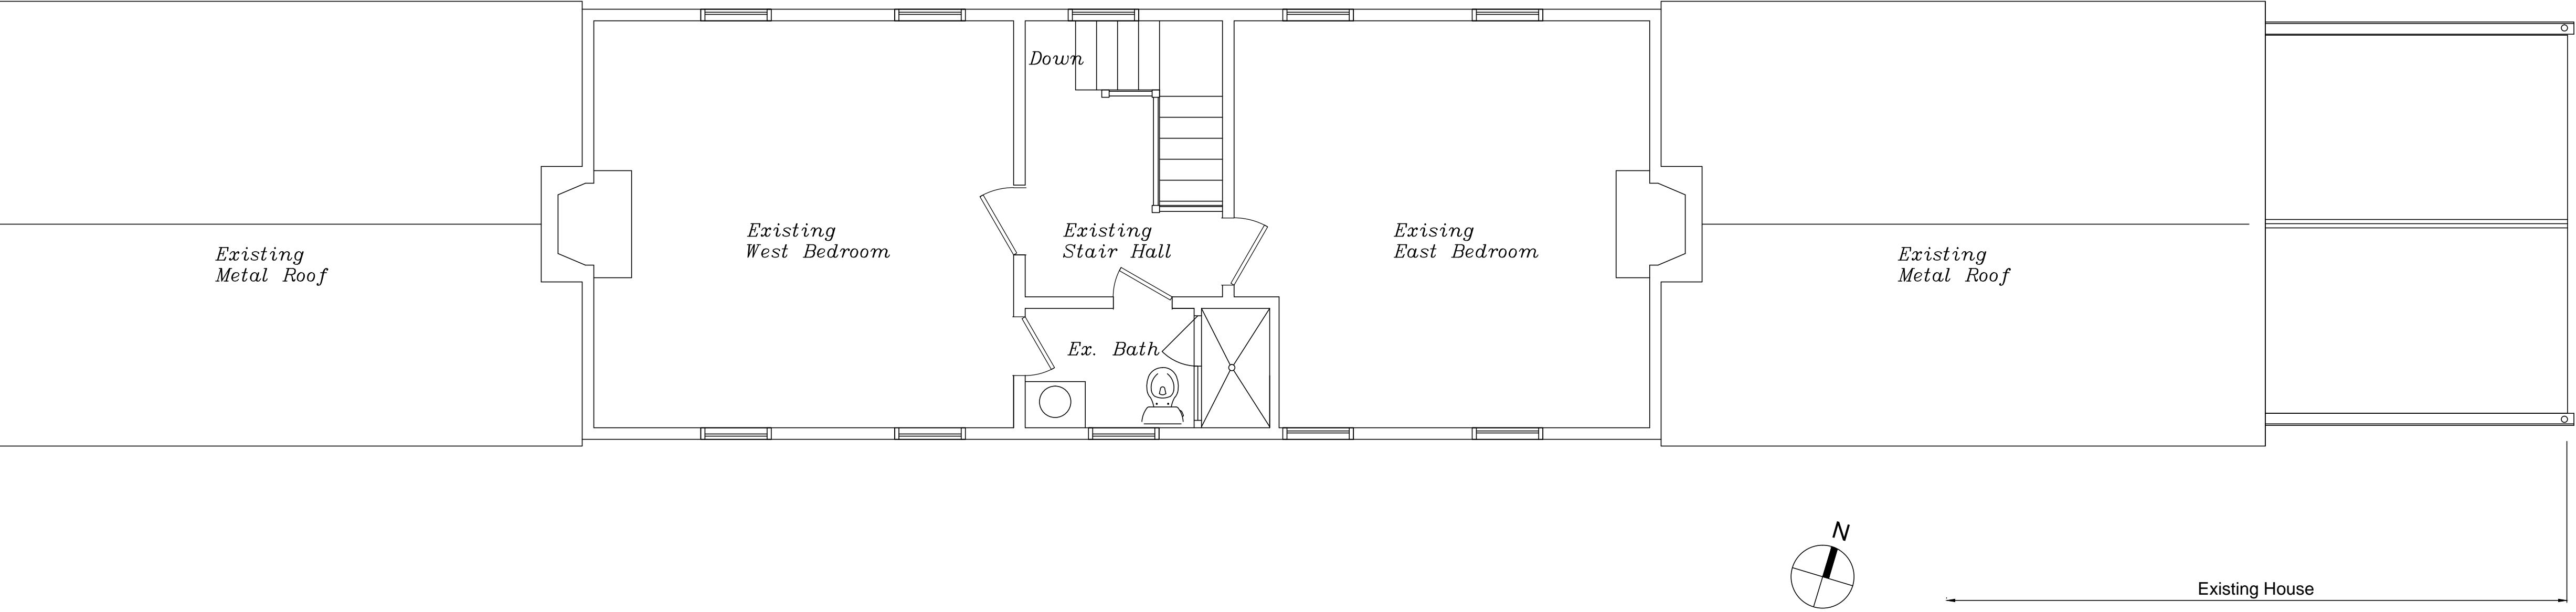 Down
Existing
West Bedroom
Existing
Stair Hall
Exising
East Bedroom
Existing
Metal Roof
Existing
Metal Roof
Ex. Bath
N
Existing House